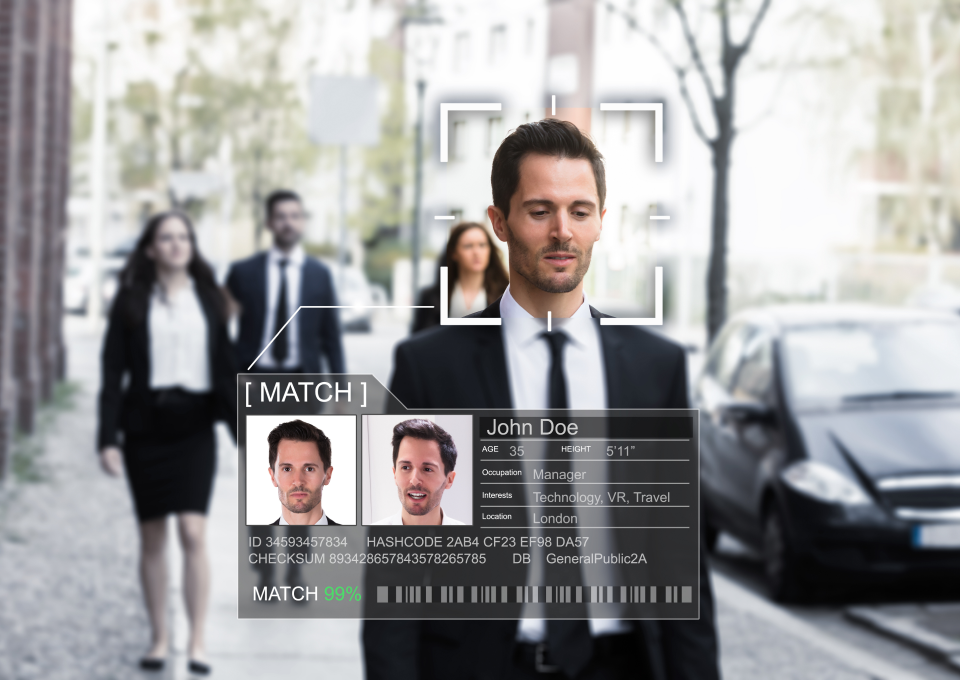 [ MATCH ]
John Doe
AGE 35 HEIGHT 5'11"
Occupation Manager
Interests Technology, VR, Travel
Location London
ID 34593457834 HASHCODE 2AB4 CF23 EF98 DA57
CHECKSUM 893428657843578265785 DB GeneralPublic2A
MATCH 99%